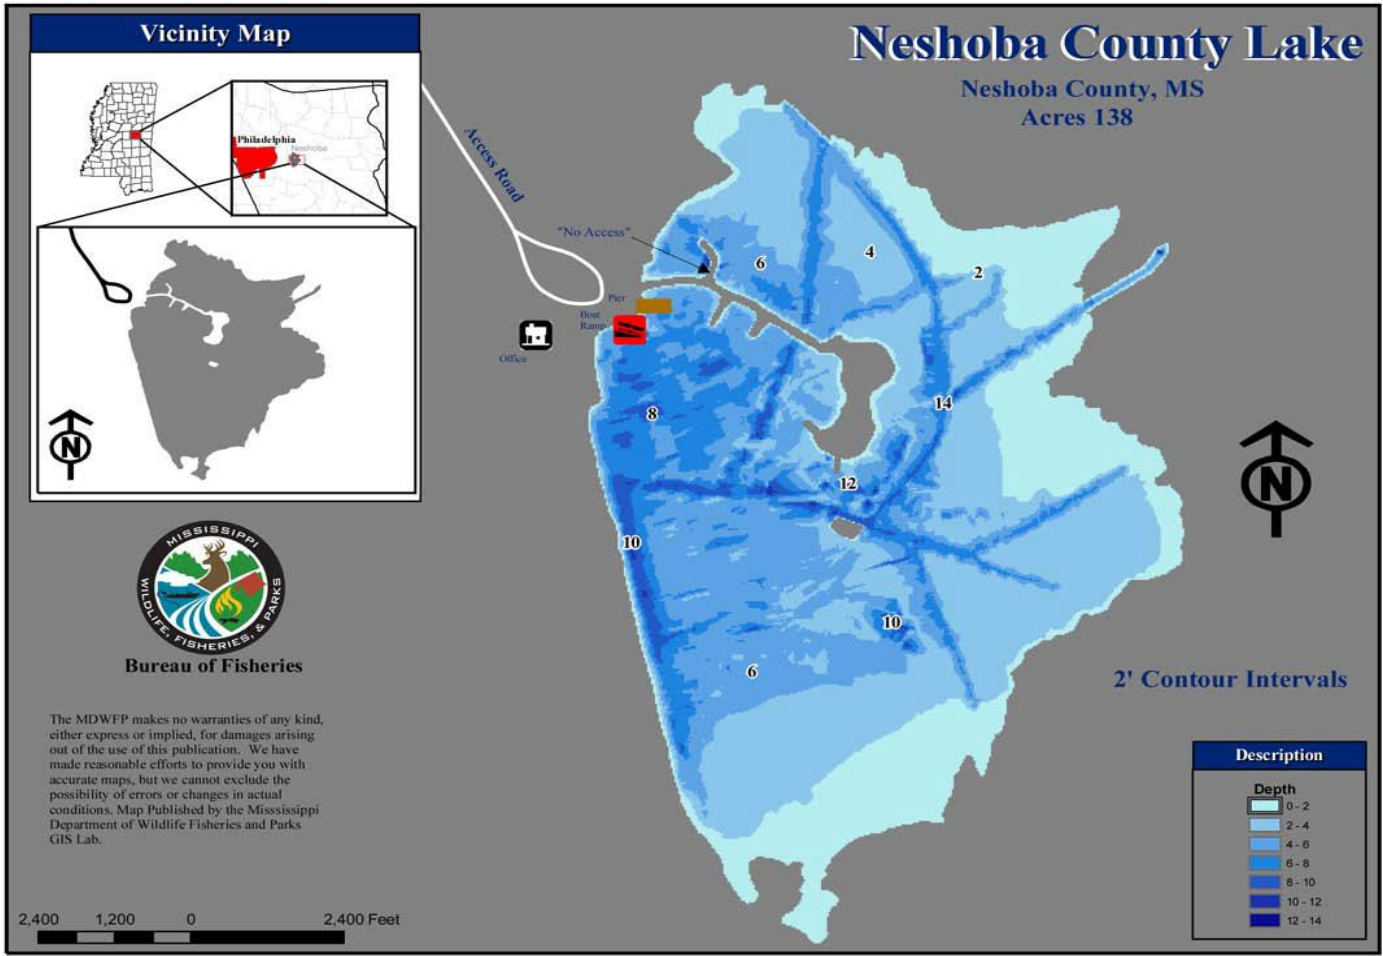 Vicinity Map
Philadelphia
Neshoba
N
MISSISSIPPI
WILDLIFE, FISHERIES, & PARKS
Bureau of Fisheries
The MDWFP makes no warranties of any kind,
either express or implied, for damages arising
out of the use of this publication. We have
made reasonable efforts to provide you with
accurate maps, but we cannot exclude the
possibility of errors or changes in actual
conditions. Map Published by the Misssissippi
Department of Wildlife Fisheries and Parks
GIS Lab.
2,400 1,200 0 2,400 Feet
Neshoba County Lake
Neshoba County, MS
Acres 138
Access Road
"No Access"
Pier
Boat
Ramp
Office
6
4
2
8
14
12
10
10
6
N
2' Contour Intervals
Description
Depth
0 - 2
2 - 4
4 - 6
6 - 8
8 - 10
10 - 12
12 - 14